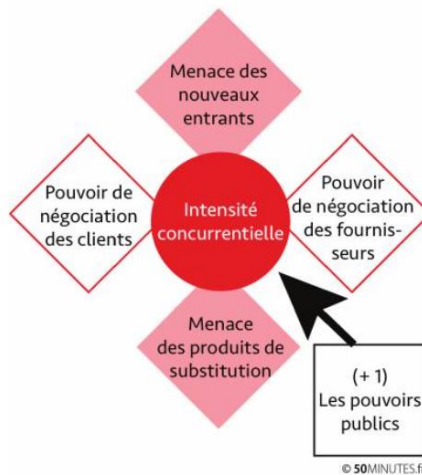 Menace des
nouveaux
entrants
Pouvoir de
négociation
des clients
Intensité
concurrentielle
Pouvoir
de négociation
des fournis-
seurs
Menace
des produits de
substitution
(+ 1)
Les pouvoirs
publics
© 50MINUTES.f